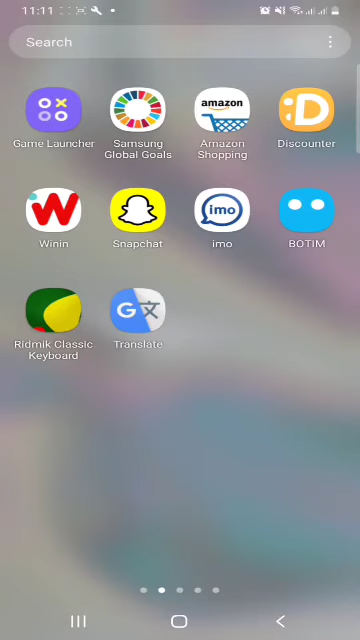 11:11
Search
Game Launcher
Samsung
Global Goals
amazon
Amazon
Shopping
D
Discounter
W
Winin
Snapchat
imo
imo
BOTIM
Ridmik Classic
Keyboard
G 文
Translate